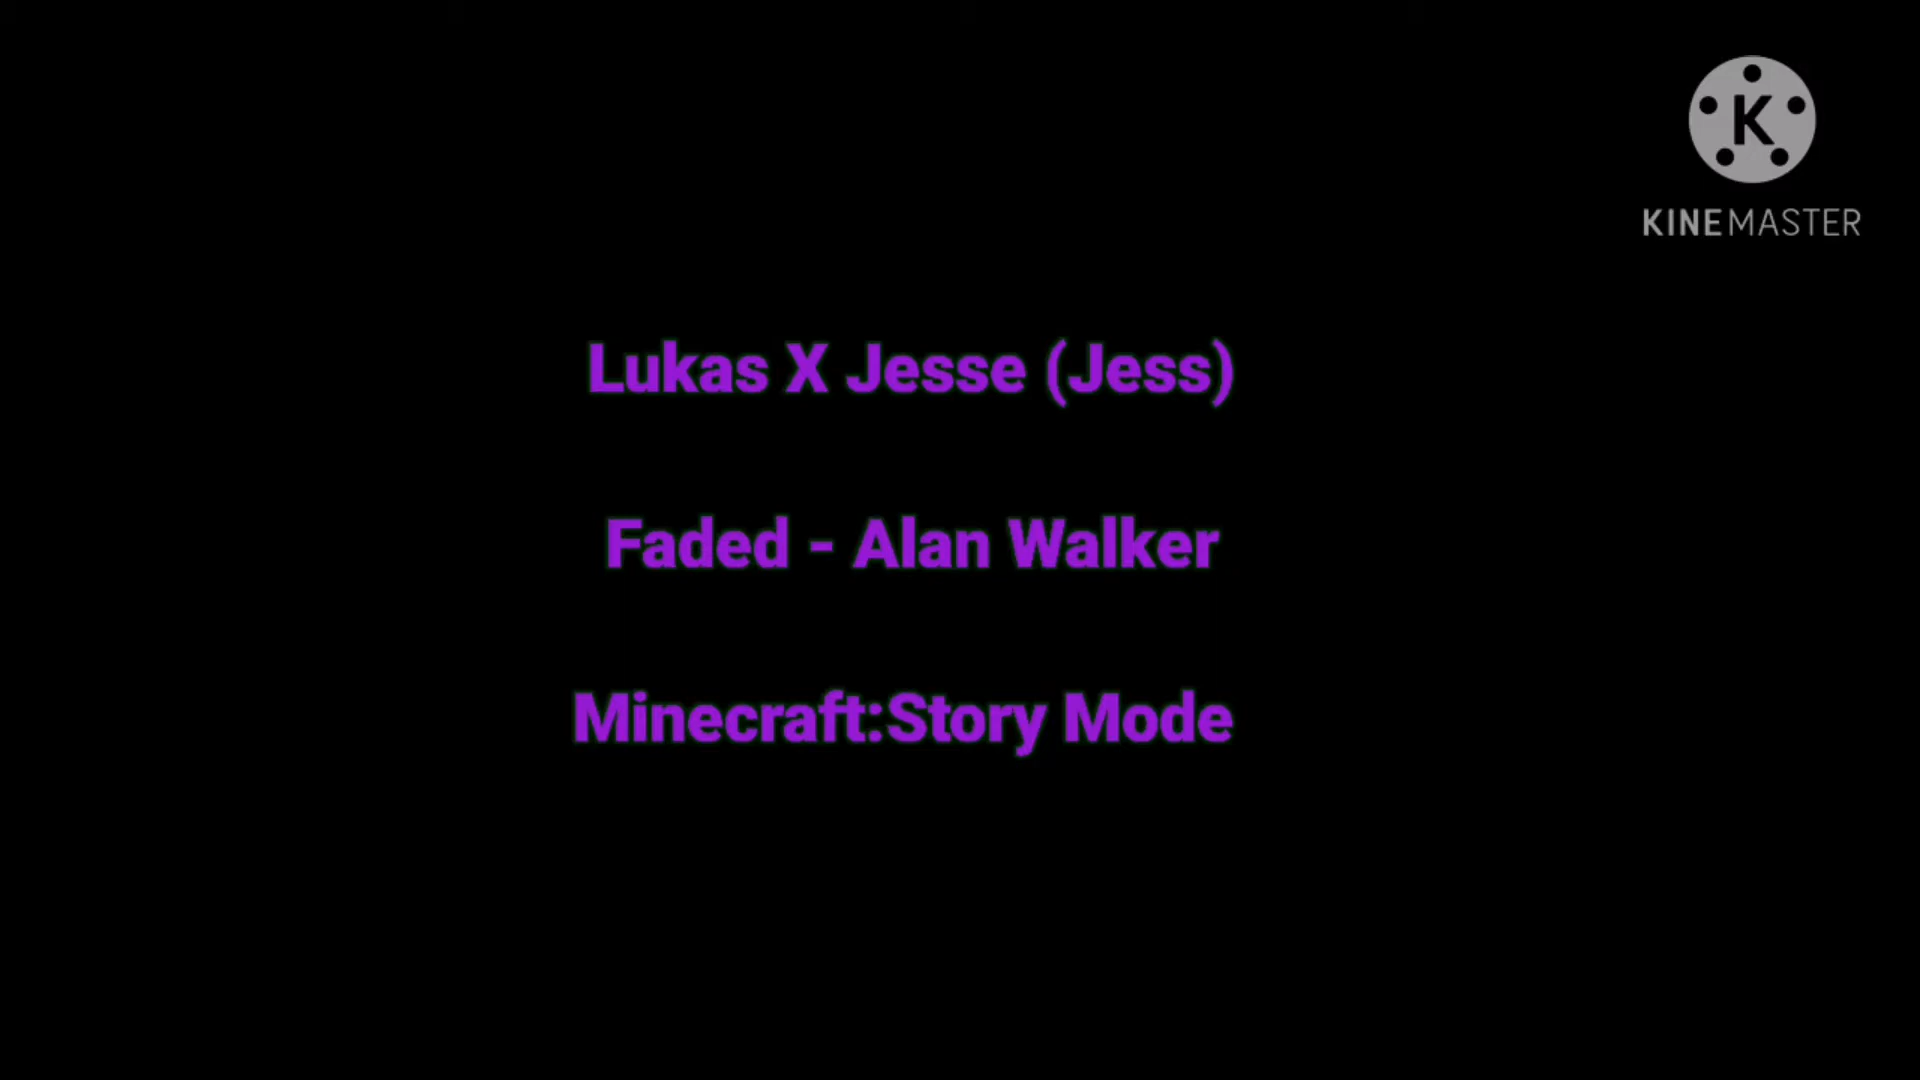 K
KINEMASTER
Lukas X Jesse (Jess)
Faded - Alan Walker
Minecraft:Story Mode